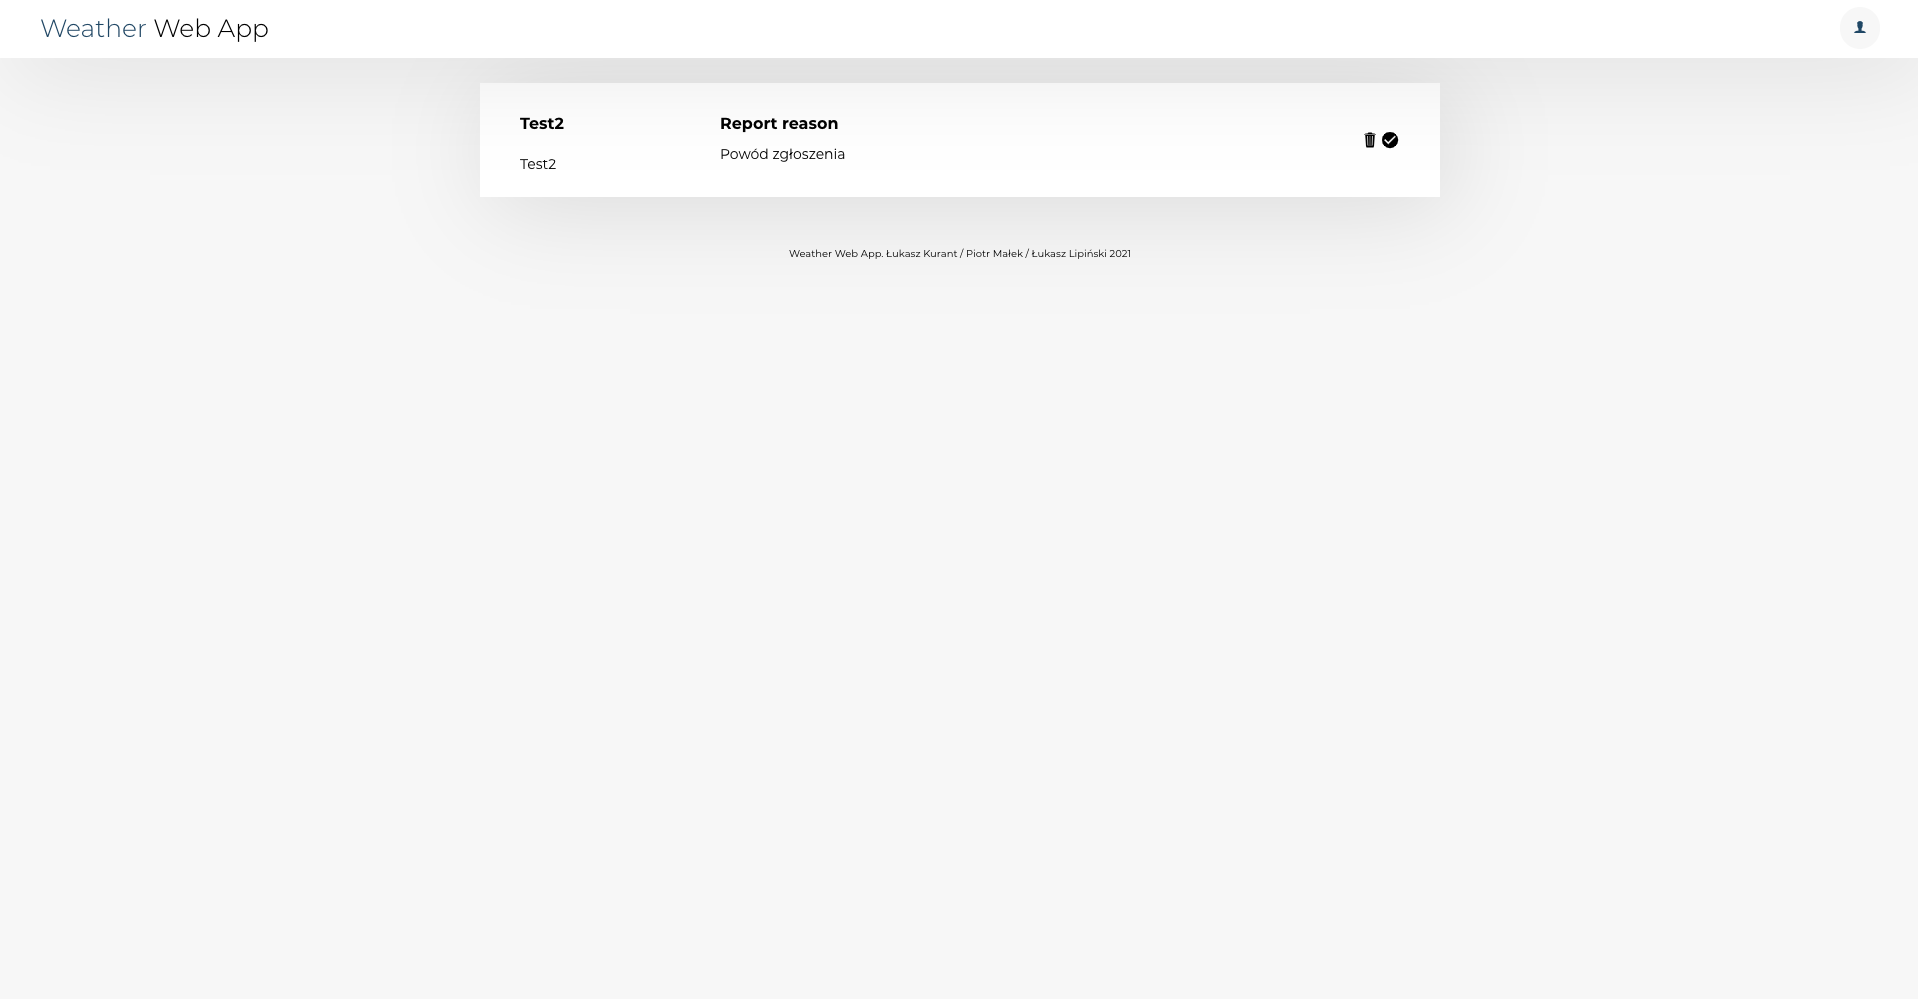 Weather Web App
Test2
Test2
Report reason
Powód zgłoszenia
Weather Web App. Łukasz Kurant / Piotr Małek / Łukasz Lipiński 2021